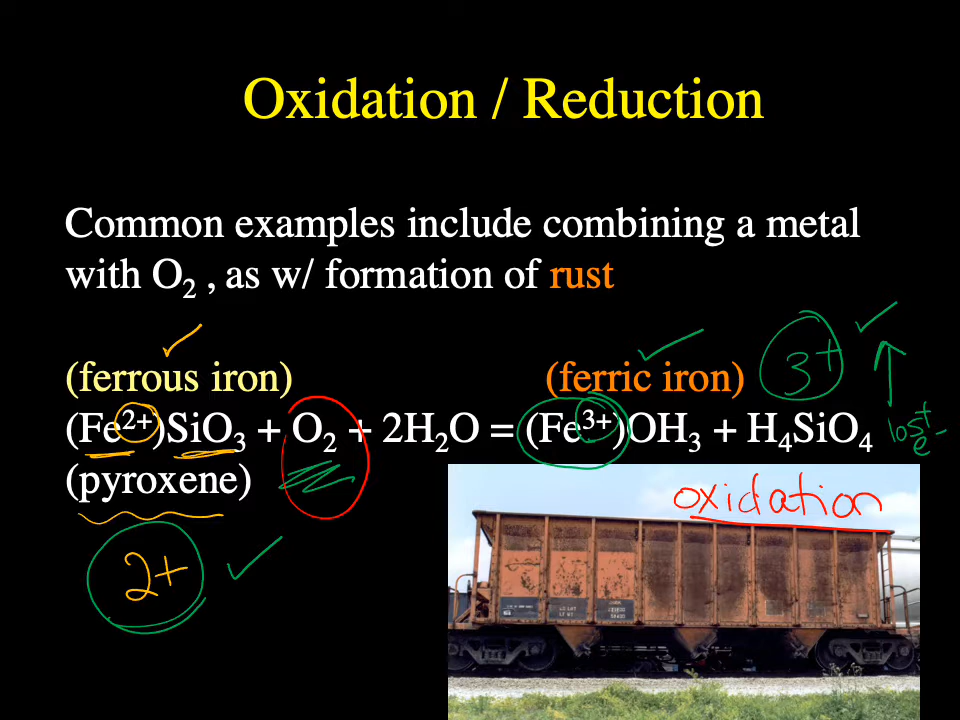 Oxidation / Reduction
Common examples include combining a metal
with O₂ , as w/ formation of rust
(ferrous iron) (ferric iron) 3+
(Fe²⁺)SiO₃ + O₂ + 2H₂O = (Fe³⁺)OH₃ + H₄SiO₄
lost
e-
(pyroxene)
oxidation
2+